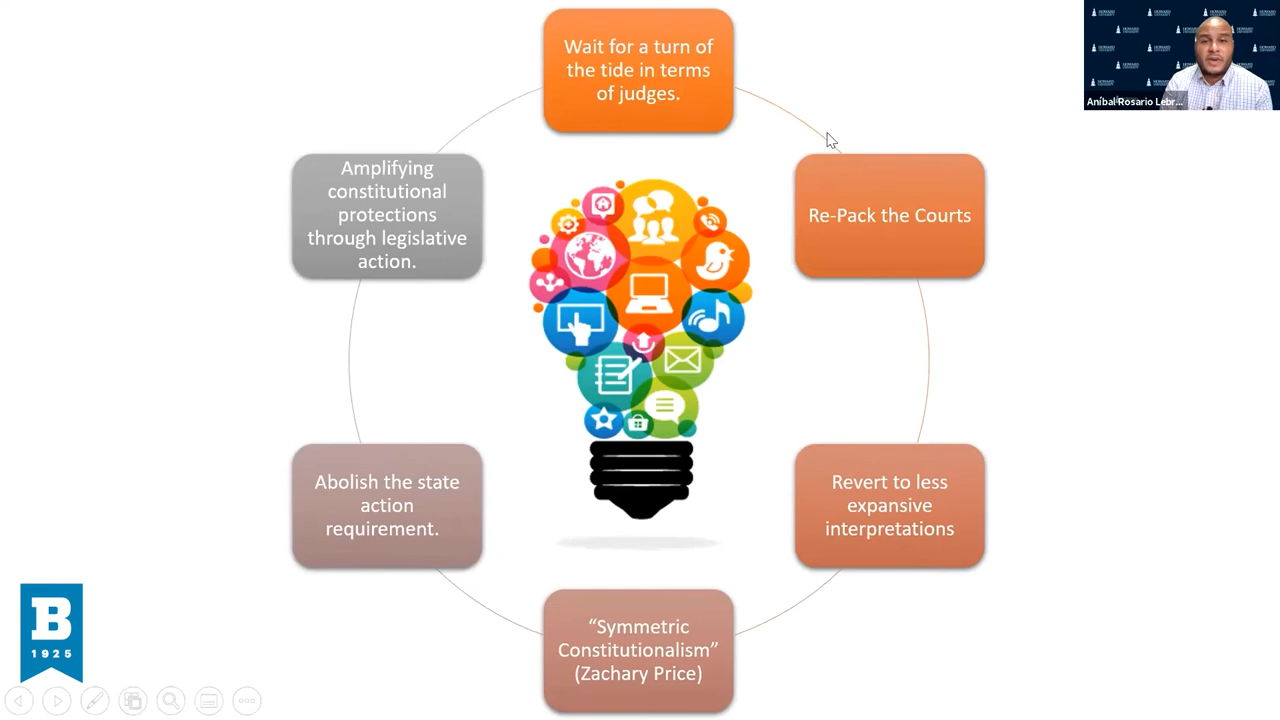 Wait for a turn of
the tide in terms
of judges.
Re-Pack the Courts
Revert to less
expansive
interpretations
“Symmetric
Constitutionalism”
(Zachary Price)
Abolish the state
action
requirement.
Amplifying
constitutional
protections
through legislative
action.
B
1925
HOWARD
UNIVERSITY
Aníbal Rosario Lebr...